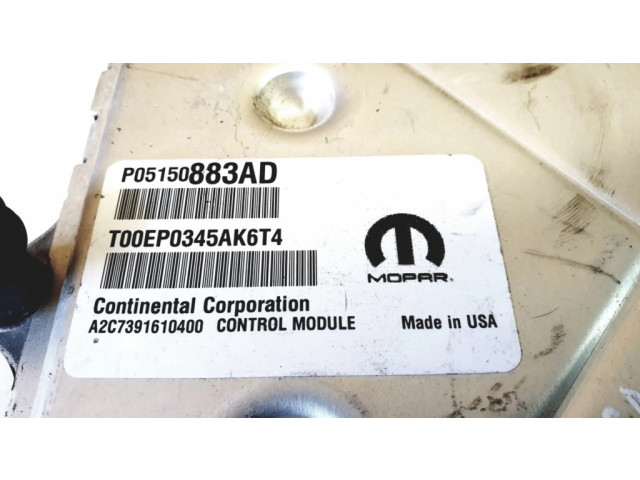 P05150883AD
T00EP0345AK6T4
MOPAR®
Continental Corporation
A2C7391610400 CONTROL MODULE Made in USA